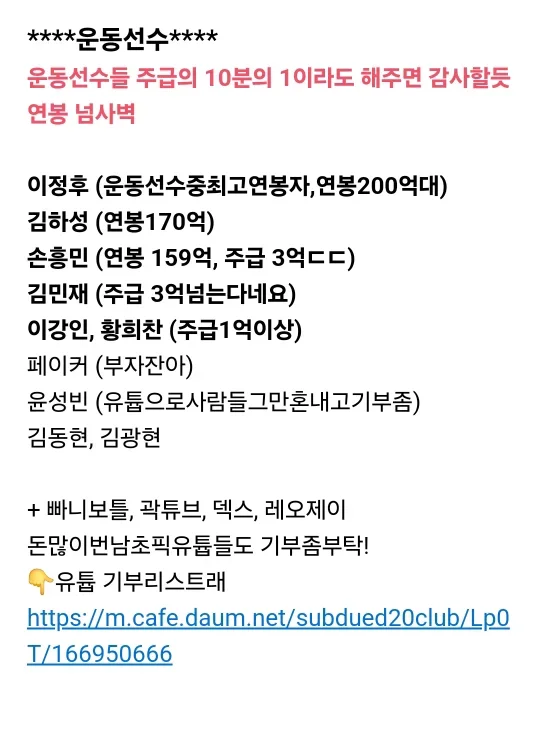 ****운동선수****
운동선수들 주급의 10분의 1이라도 해주면 감사할듯
연봉 넘사벽
이정후 (운동선수중최고연봉자,연봉200억대)
김하성 (연봉170억)
손흥민 (연봉 159억, 주급 3억ㄷㄷ)
김민재 (주급 3억넘는다네요)
이강인, 황희찬 (주급1억이상)
페이커 (부자잔아)
윤성빈 (유튭으로사람들그만혼내고기부좀)
김동현, 김광현
+ 빠니보틀, 곽튜브, 덱스, 레오제이
돈많이번남초픽유튭들도 기부좀부탁!
👇유튭 기부리스트래
https://m.cafe.daum.net/subdued20club/Lp0
T/166950666